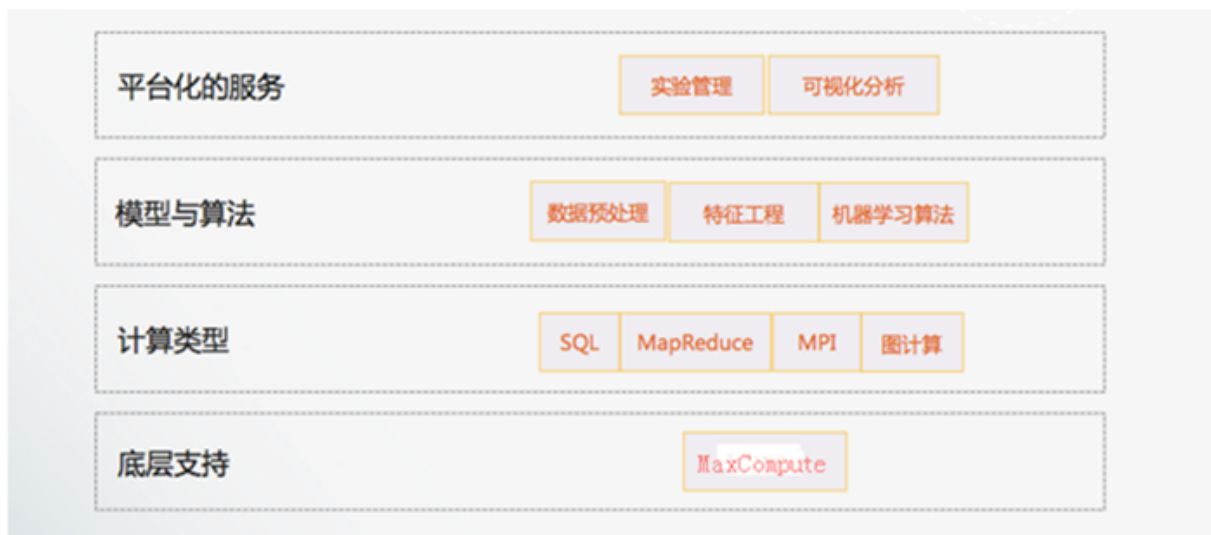 平台化的服务 实验管理 可视化分析
模型与算法 数据预处理 特征工程 机器学习算法
计算类型 SQL MapReduce MPI 图计算
底层支持 MaxCompute